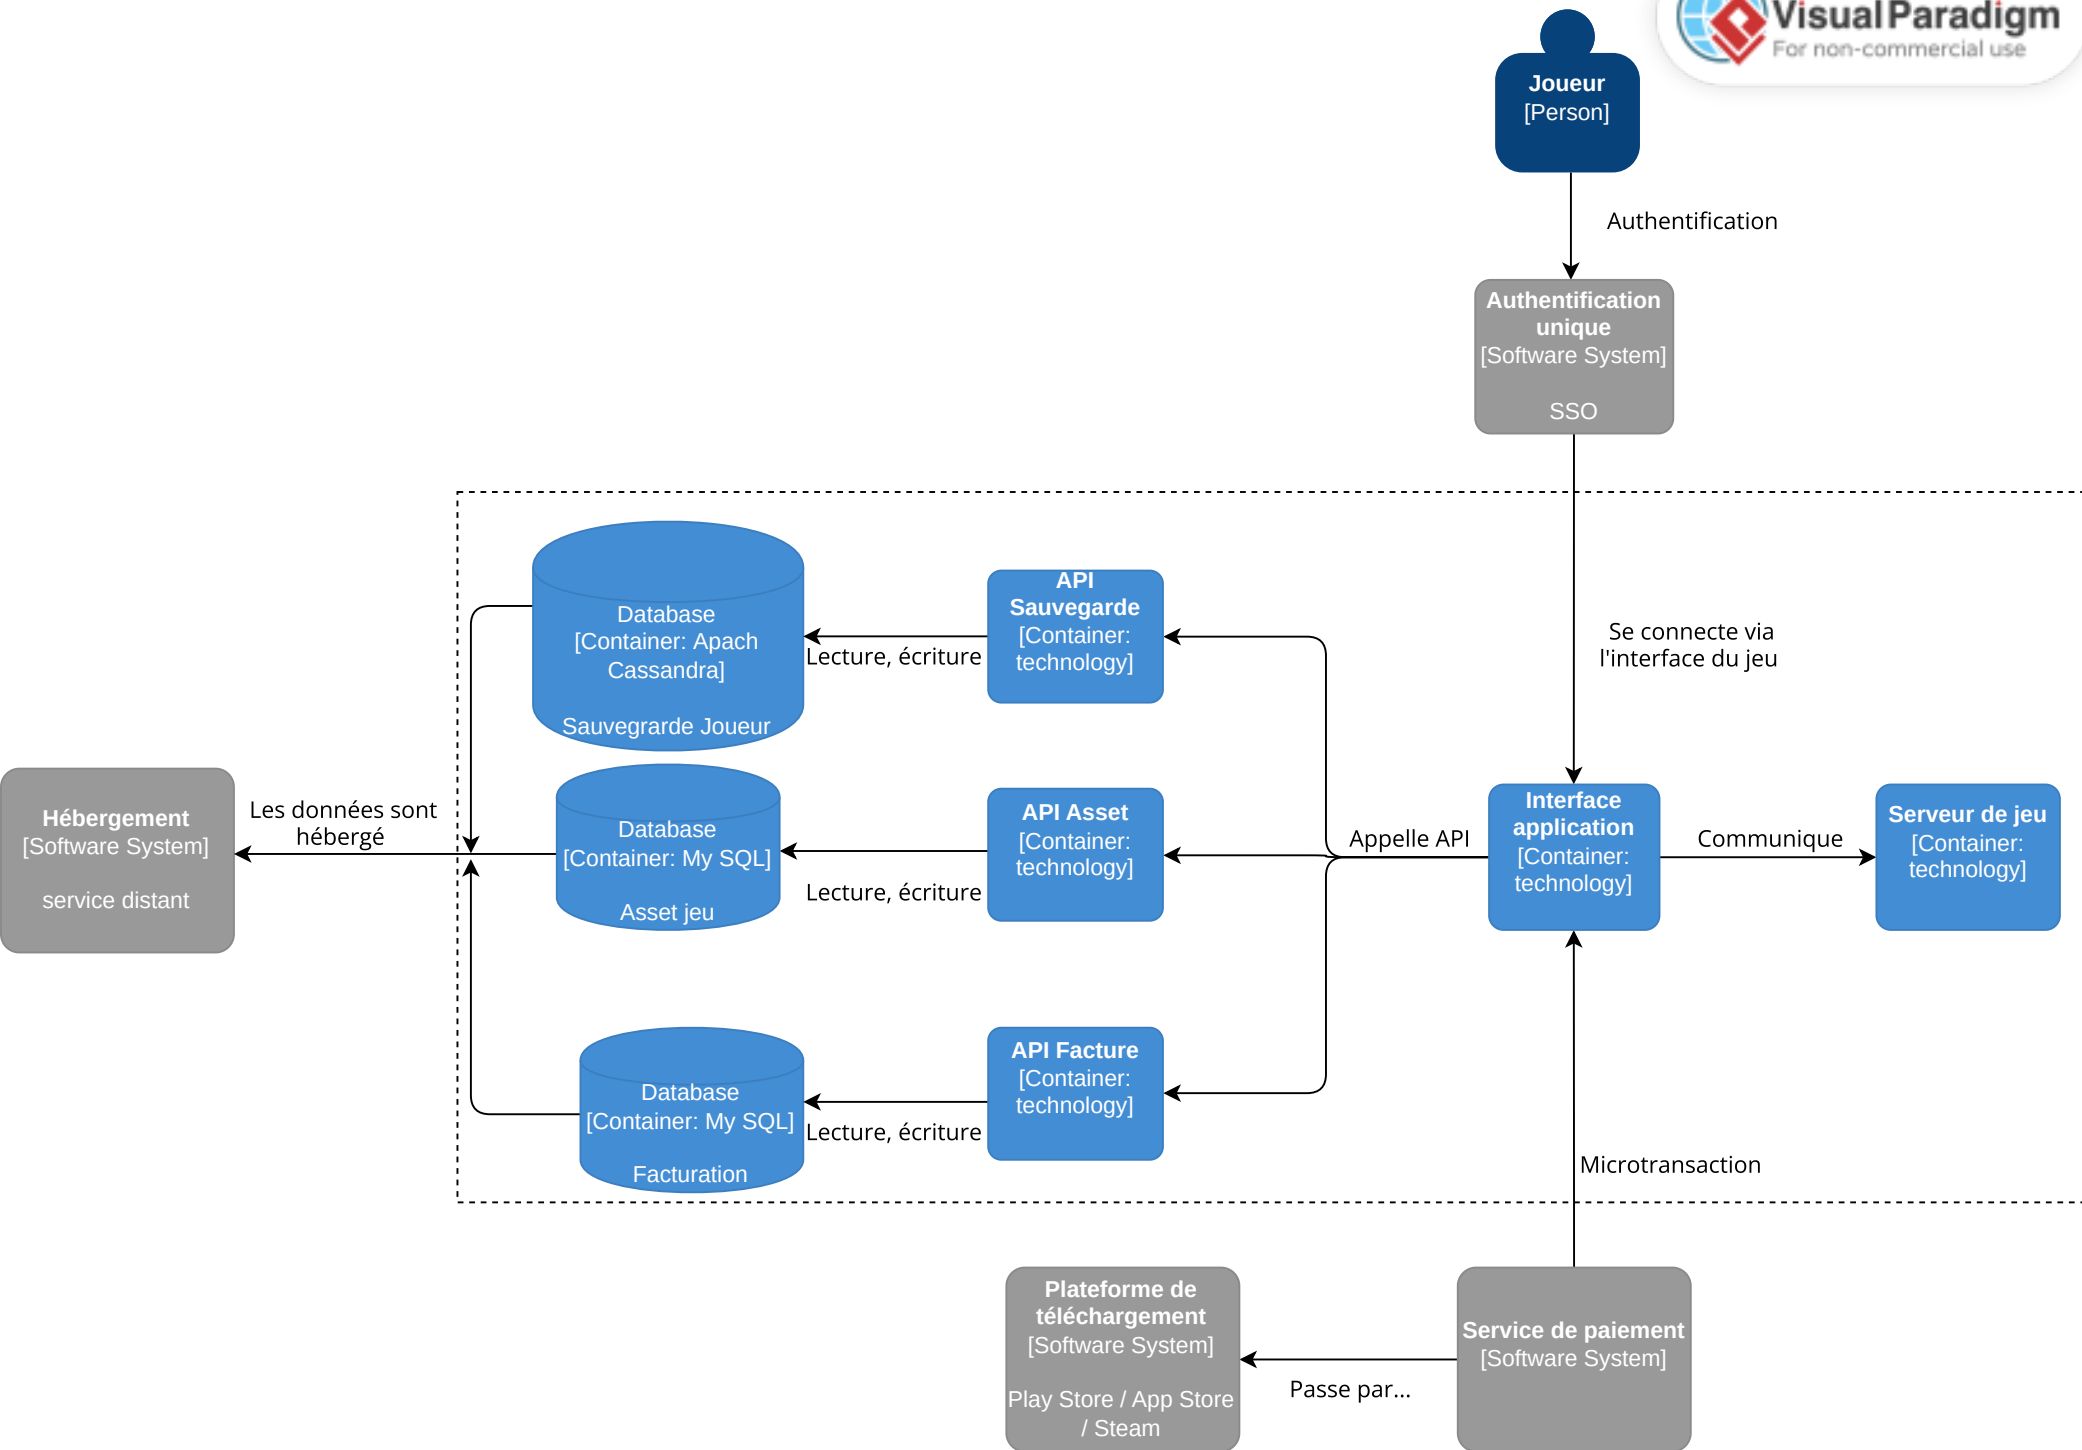 Visual Paradigm
For non-commercial use
Joueur
[Person]
Authentification
Authentification
unique
[Software System]
SSO
Se connecte via
l'interface du jeu
Database
[Container: Apach
Cassandra]
Sauvegrarde Joueur
Lecture, écriture
API
Sauvegarde
[Container:
technology]
Hébergement
[Software System]
service distant
Les données sont
hébergé
Database
[Container: My SQL]
Asset jeu
Lecture, écriture
API Asset
[Container:
technology]
Appelle API
Interface
application
[Container:
technology]
Communique
Serveur de jeu
[Container:
technology]
Database
[Container: My SQL]
Facturation
Lecture, écriture
API Facture
[Container:
technology]
Microtransaction
Plateforme de
téléchargement
[Software System]
Play Store / App Store
/ Steam
Passe par...
Service de paiement
[Software System]